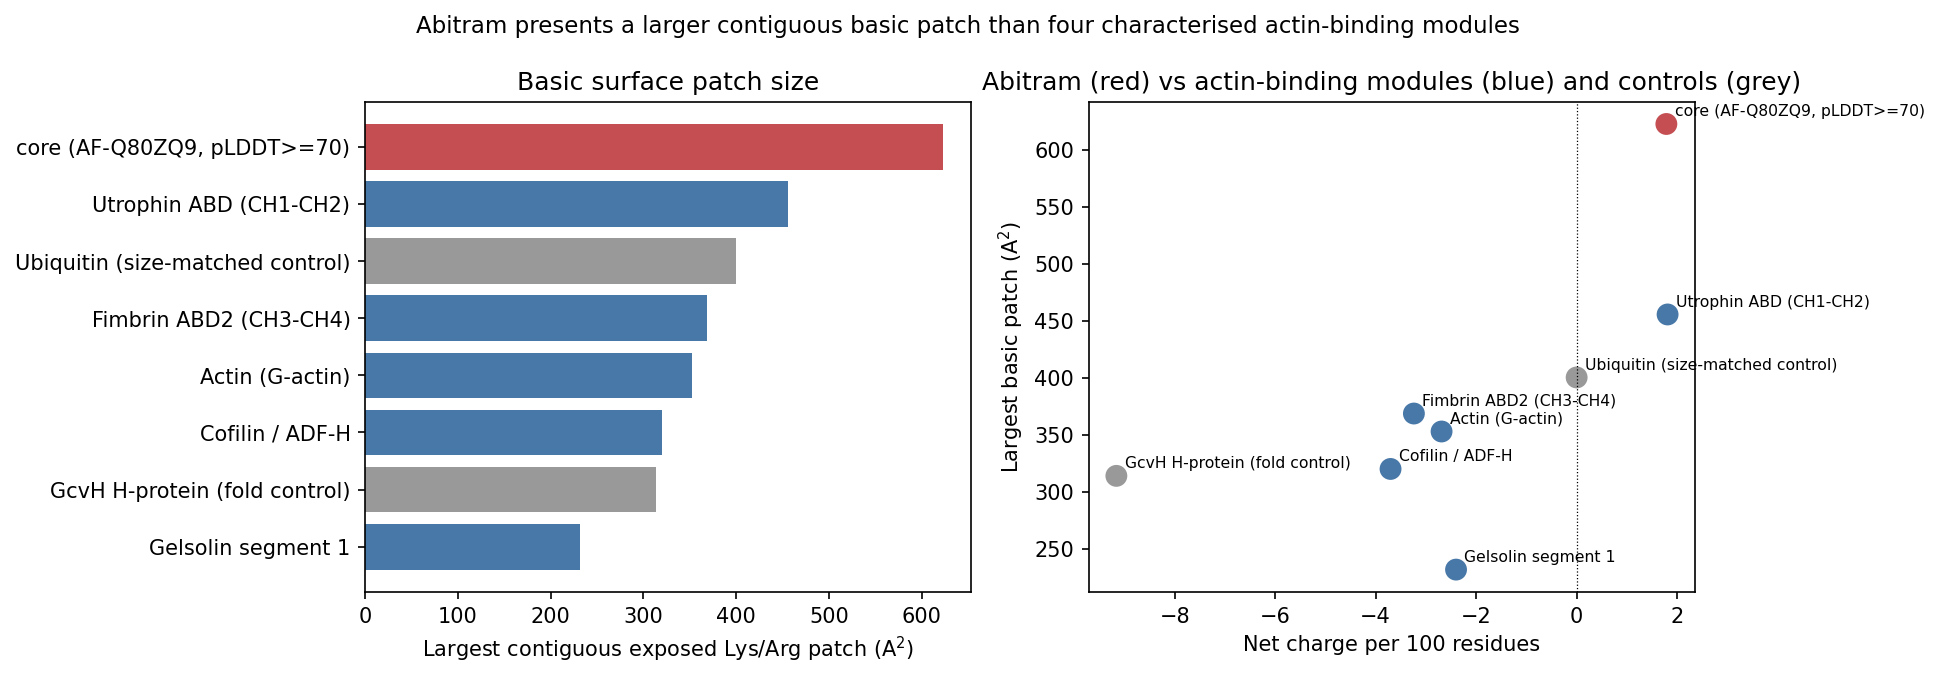 Abitram presents a larger contiguous basic patch than four characterised actin-binding modules
Basic surface patch size
core (AF-Q80ZQ9, pLDDT>=70)
Utrophin ABD (CH1-CH2)
Ubiquitin (size-matched control)
Fimbrin ABD2 (CH3-CH4)
Actin (G-actin)
Cofilin / ADF-H
GcvH H-protein (fold control)
Gelsolin segment 1
0 100 200 300 400 500 600
Largest contiguous exposed Lys/Arg patch (A²)
Abitram (red) vs actin-binding modules (blue) and controls (grey)
Largest basic patch (A²)
600
550
500
450
400
350
300
250
core (AF-Q80ZQ9, pLDDT>=70)
Utrophin ABD (CH1-CH2)
Ubiquitin (size-matched control)
Fimbrin ABD2 (CH3-CH4)
Actin (G-actin)
Cofilin / ADF-H
GcvH H-protein (fold control)
Gelsolin segment 1
−8 −6 −4 −2 0 2
Net charge per 100 residues